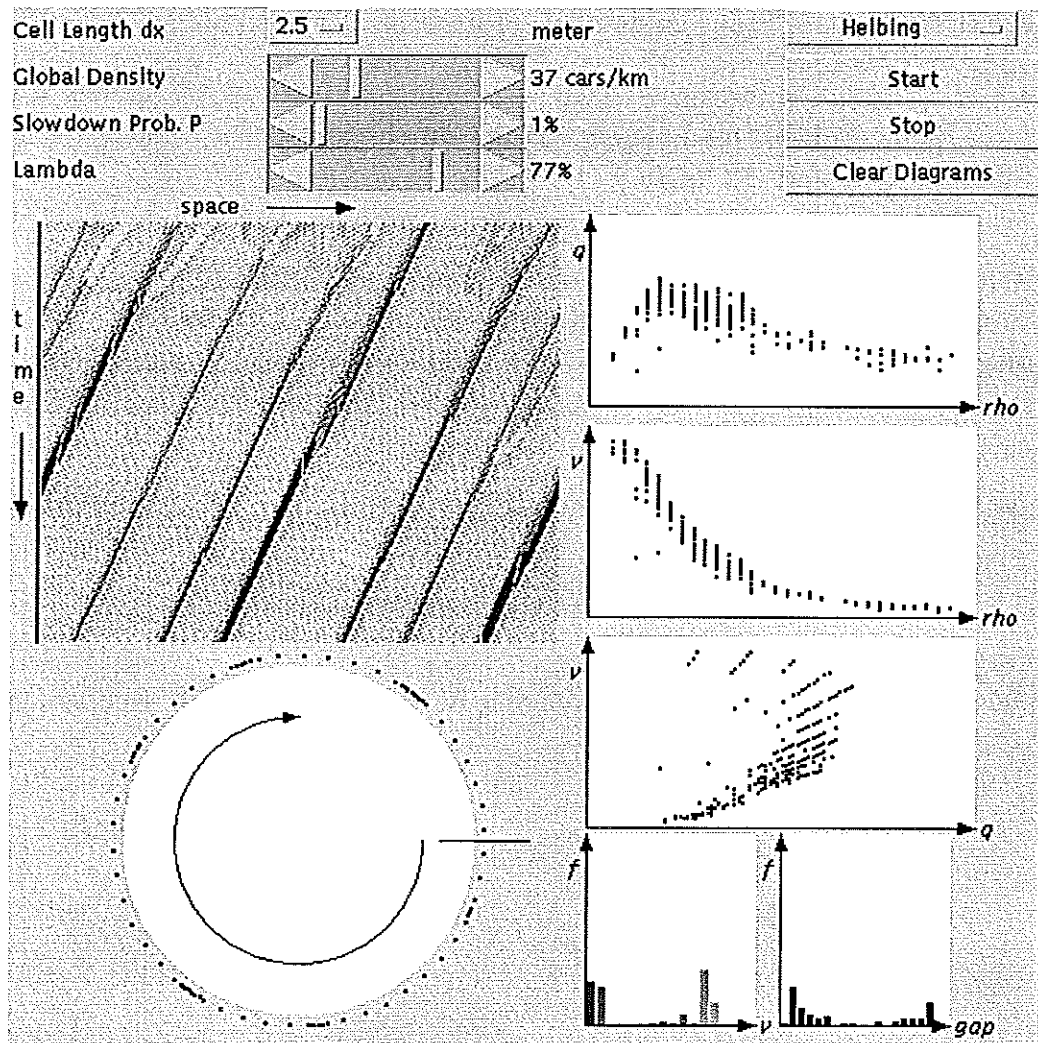 Cell Length dx 2.5 meter Helbing
Global Density 37 cars/km Start
Slowdown Prob. P 1% Stop
Lambda 77% Clear Diagrams
space
time
q
rho
v
rho
v
q
f
v
f
gap